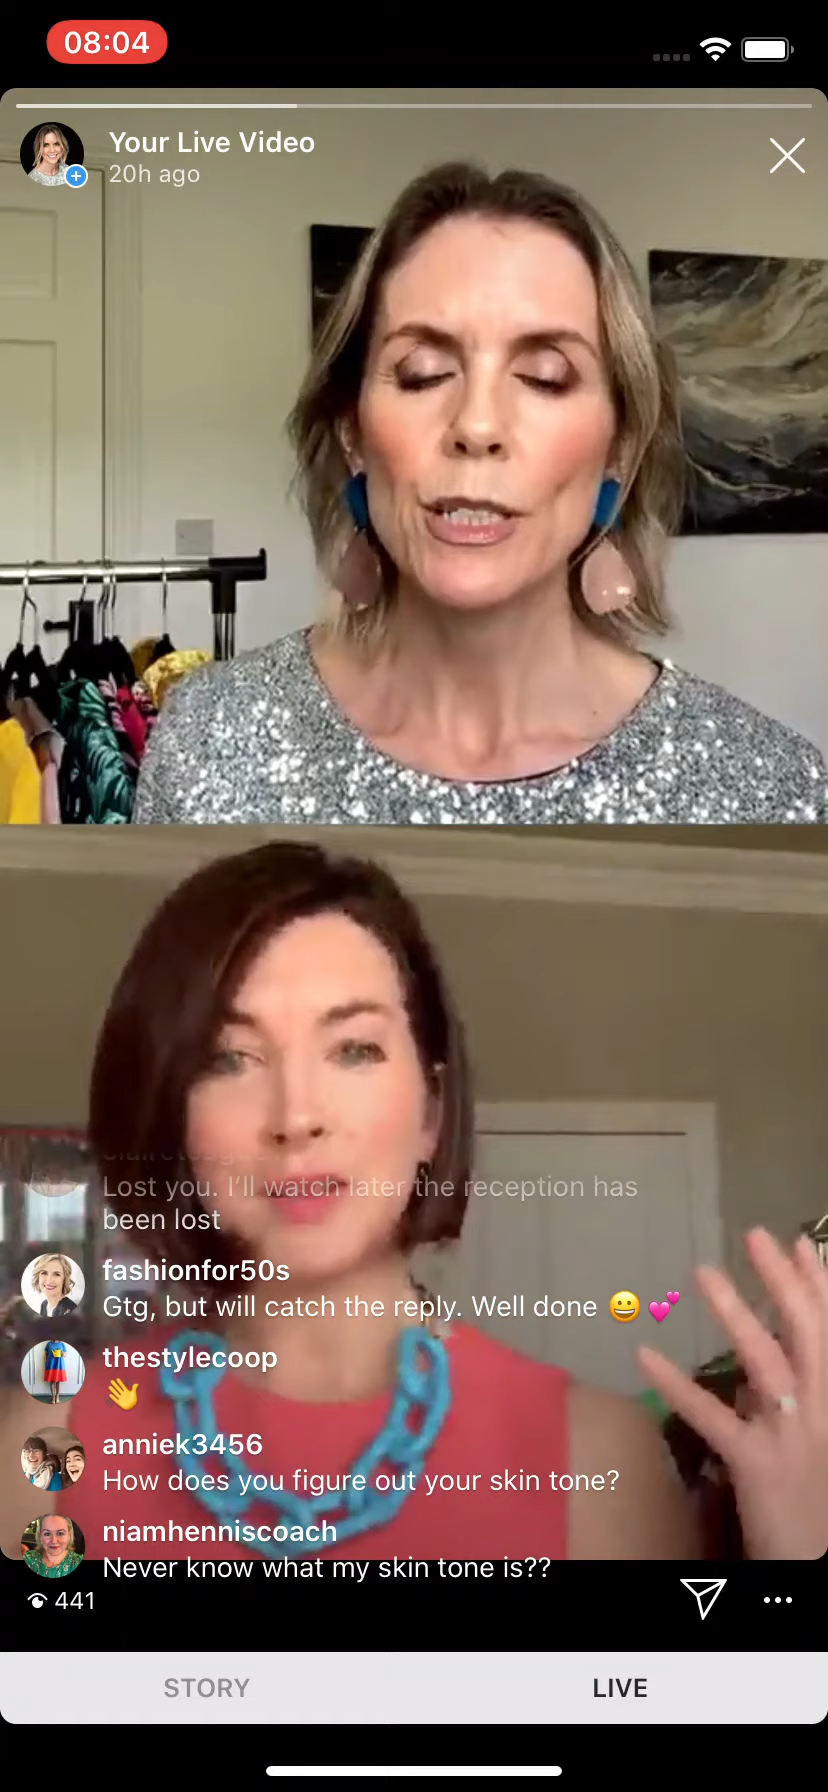 08:04
Your Live Video
20h ago
Lost you. I'll watch later the reception has
been lost
fashionfor50s
Gtg, but will catch the reply. Well done 😀 💕
thestylecoop
👋
anniek3456
How does you figure out your skin tone?
niamhenniscoach
Never know what my skin tone is??
441
STORY
LIVE